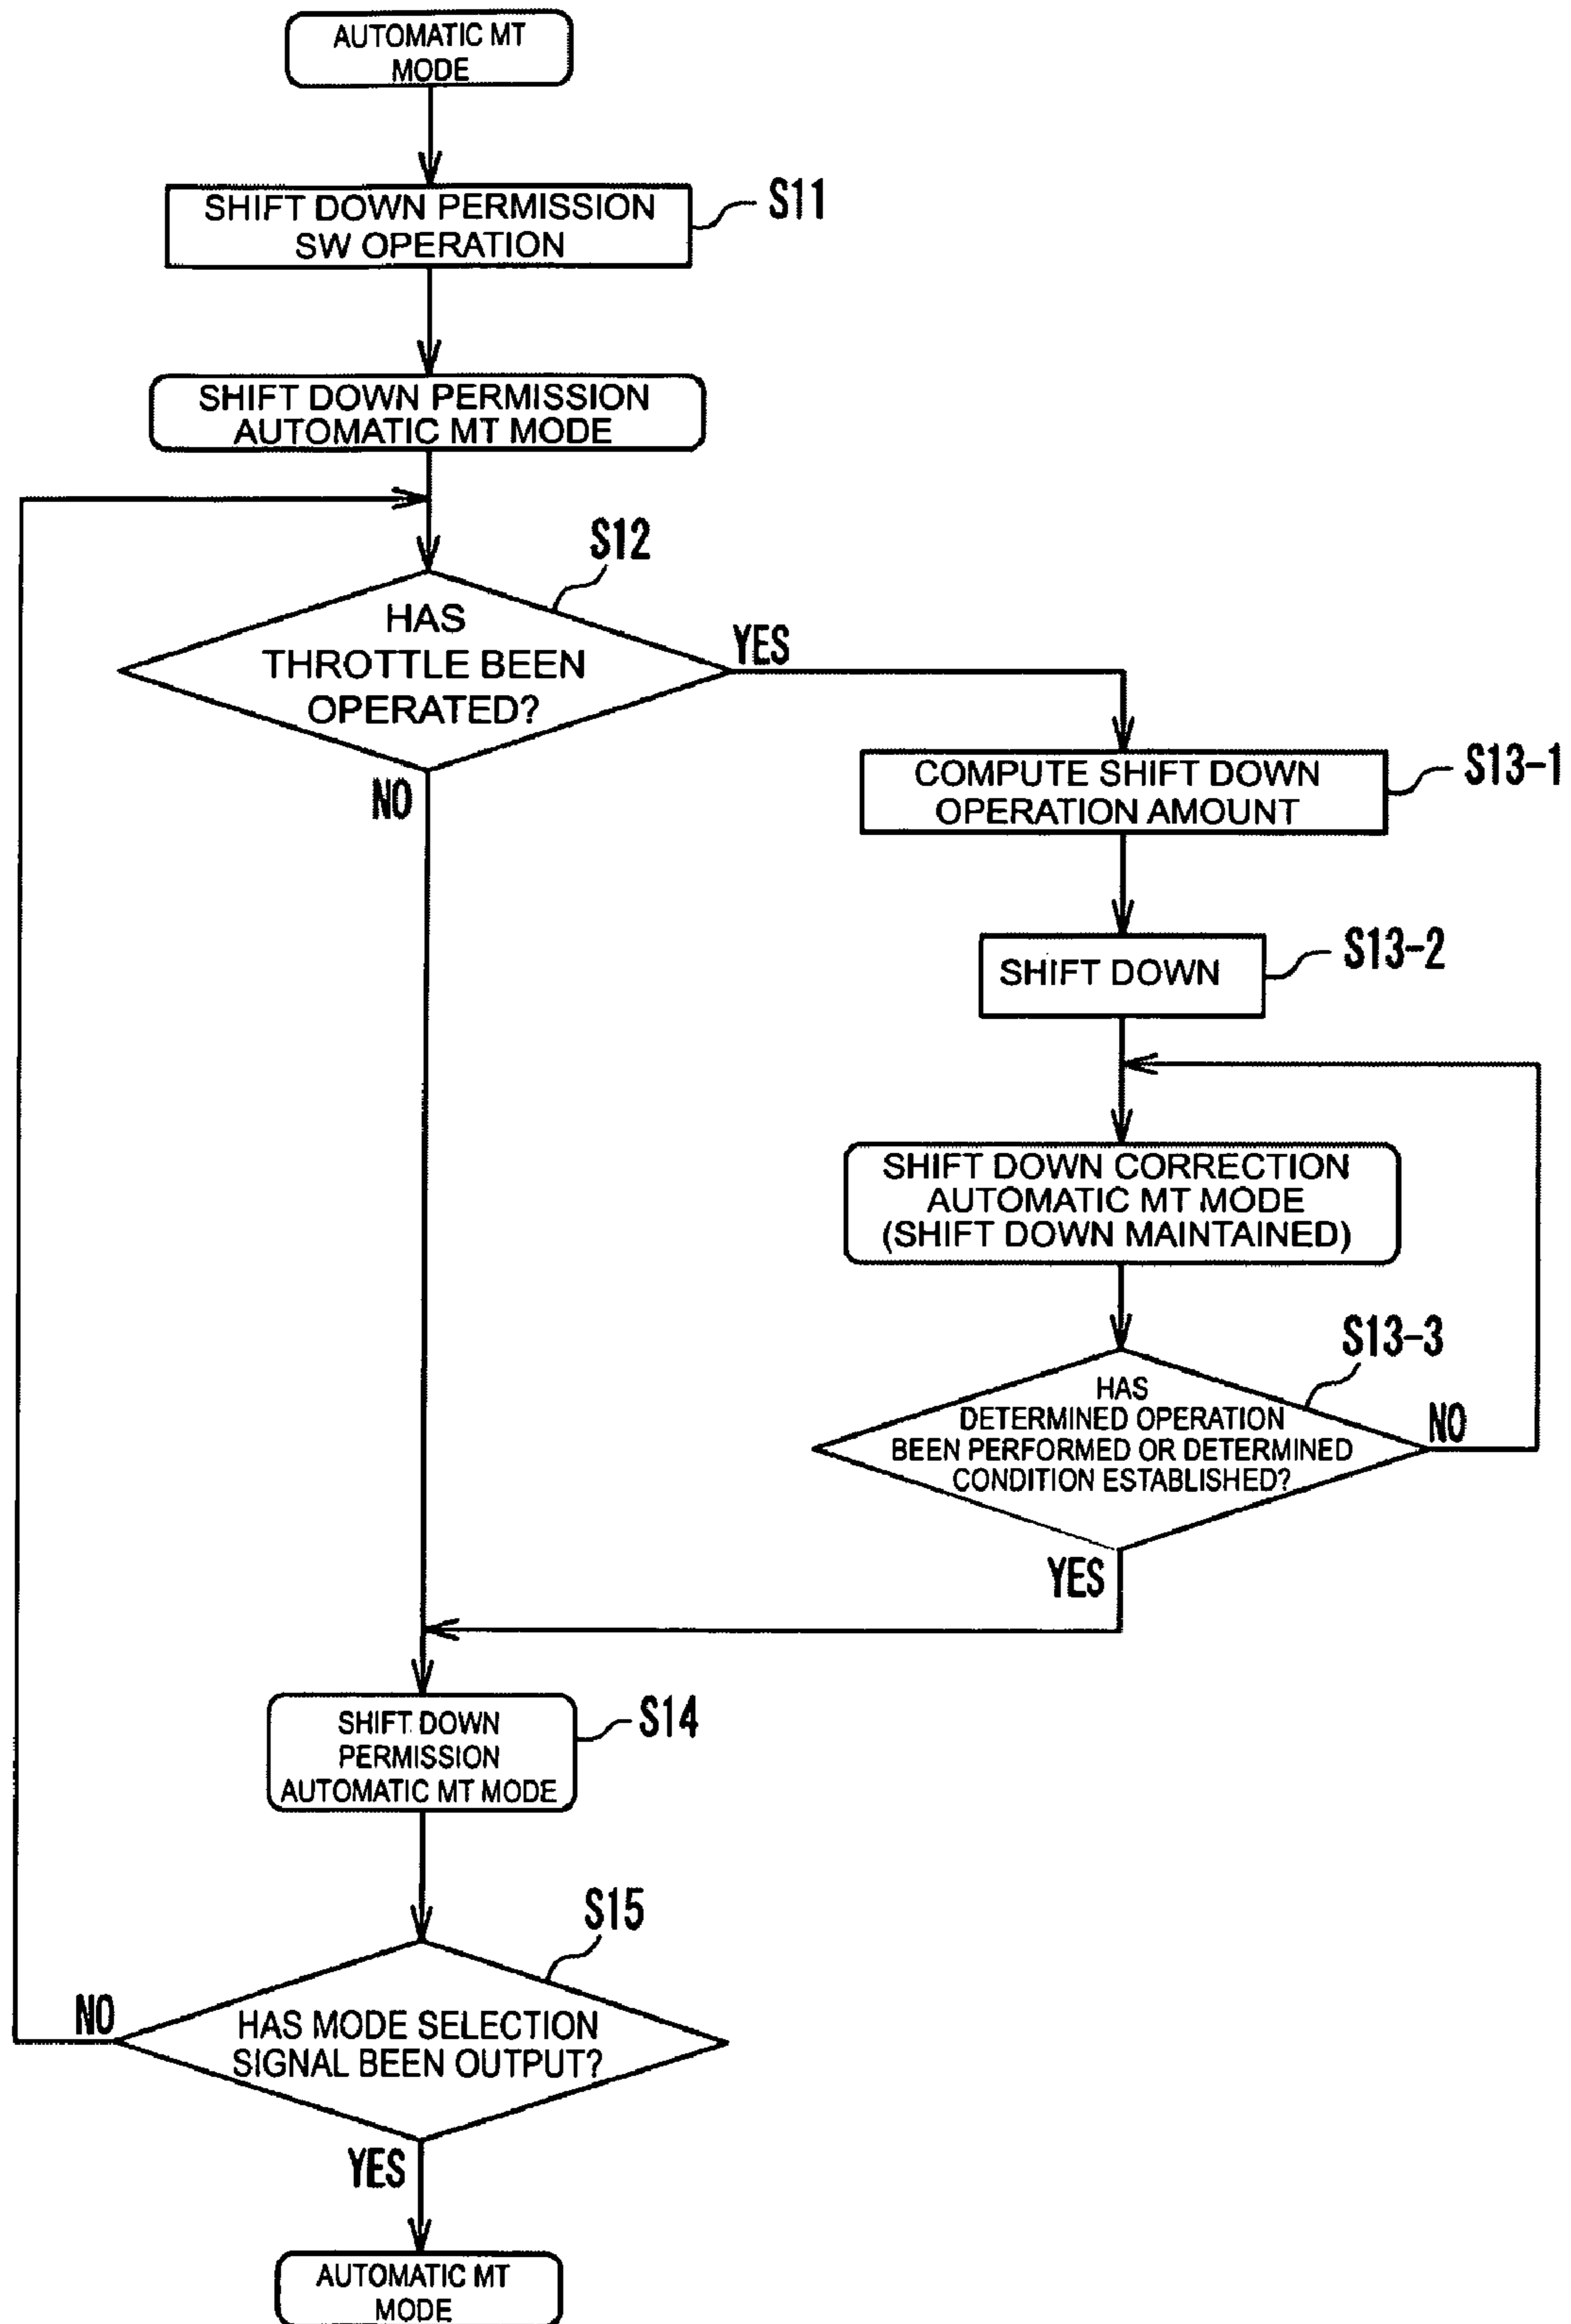 AUTOMATIC MT
MODE
SHIFT DOWN PERMISSION
SW OPERATION
S11
SHIFT DOWN PERMISSION
AUTOMATIC MT MODE
S12
HAS
THROTTLE BEEN
OPERATED?
YES
NO
COMPUTE SHIFT DOWN
OPERATION AMOUNT
S13-1
SHIFT DOWN
S13-2
SHIFT DOWN CORRECTION
AUTOMATIC MT MODE
(SHIFT DOWN MAINTAINED)
S13-3
HAS
DETERMINED OPERATION
BEEN PERFORMED OR DETERMINED
CONDITION ESTABLISHED?
NO
YES
SHIFT DOWN
PERMISSION
AUTOMATIC MT MODE
S14
S15
HAS MODE SELECTION
SIGNAL BEEN OUTPUT?
NO
YES
AUTOMATIC MT
MODE